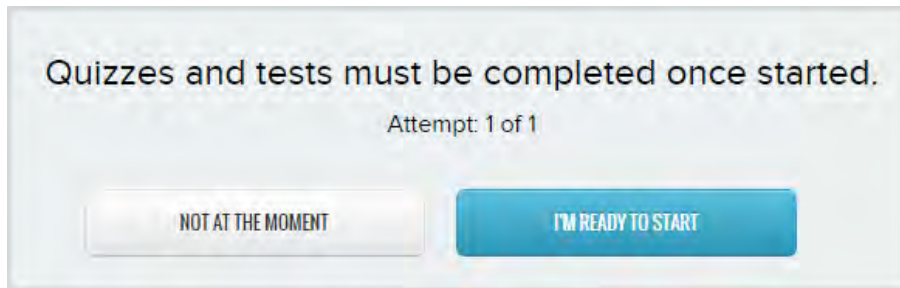 Quizzes and tests must be completed once started.
Attempt: 1 of 1
NOT AT THE MOMENT
I'M READY TO START